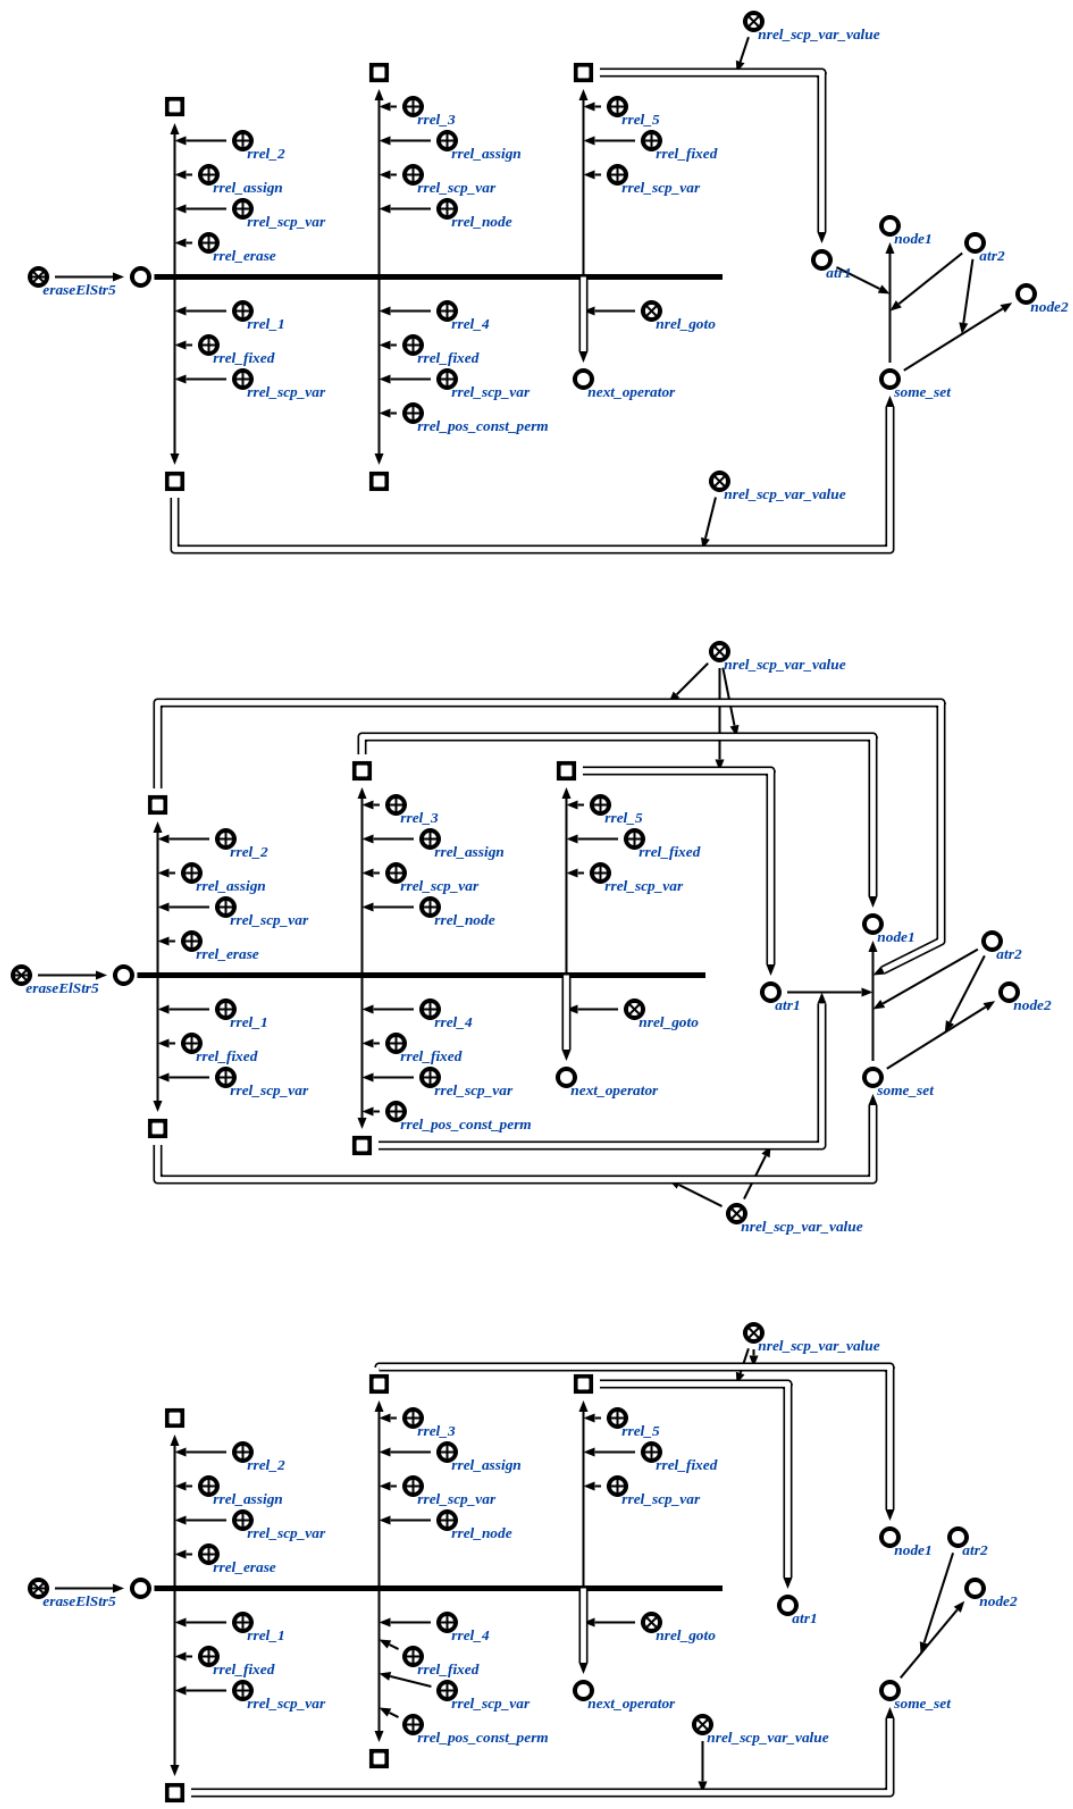 nrel_scp_var_value
rrel_3
rrel_5
rrel_2
rrel_assign
rrel_fixed
rrel_assign
rrel_scp_var
rrel_scp_var
rrel_scp_var
rrel_node
node1
rrel_erase
atr2
atr1
eraseElStr5
node2
rrel_1
rrel_4
nrel_goto
rrel_fixed
rrel_fixed
rrel_scp_var
rrel_scp_var
next_operator
some_set
rrel_pos_const_perm
nrel_scp_var_value
nrel_scp_var_value
rrel_3
rrel_5
rrel_2
rrel_assign
rrel_fixed
rrel_assign
rrel_scp_var
rrel_scp_var
rrel_scp_var
rrel_node
node1
rrel_erase
atr2
eraseElStr5
atr1
node2
rrel_1
rrel_4
nrel_goto
rrel_fixed
rrel_fixed
rrel_scp_var
rrel_scp_var
next_operator
some_set
rrel_pos_const_perm
nrel_scp_var_value
nrel_scp_var_value
rrel_3
rrel_5
rrel_2
rrel_assign
rrel_fixed
rrel_assign
rrel_scp_var
rrel_scp_var
rrel_scp_var
rrel_node
node1
atr2
rrel_erase
eraseElStr5
node2
atr1
rrel_1
rrel_4
nrel_goto
rrel_fixed
rrel_fixed
rrel_scp_var
rrel_scp_var
next_operator
some_set
rrel_pos_const_perm
nrel_scp_var_value